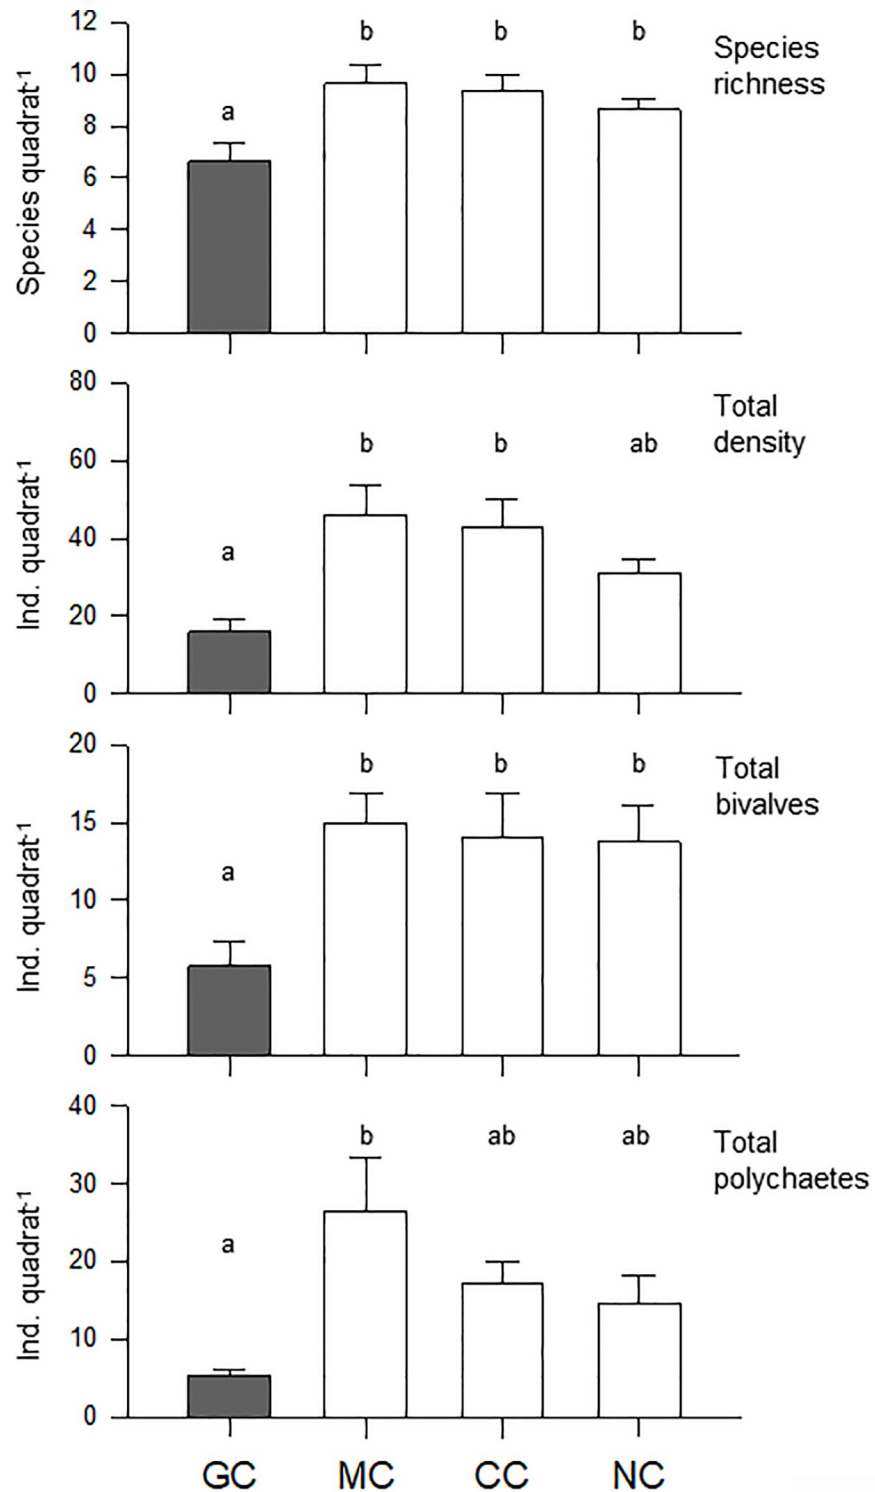 12
10
8
6
4
2
0
Species quadrat-1
a
b
b
b
Species
richness
80
60
40
20
0
Ind. quadrat-1
a
b
b
ab
Total
density
20
15
10
5
0
Ind. quadrat-1
a
b
b
b
Total
bivalves
40
30
20
10
0
Ind. quadrat-1
a
b
ab
ab
Total
polychaetes
GC MC CC NC